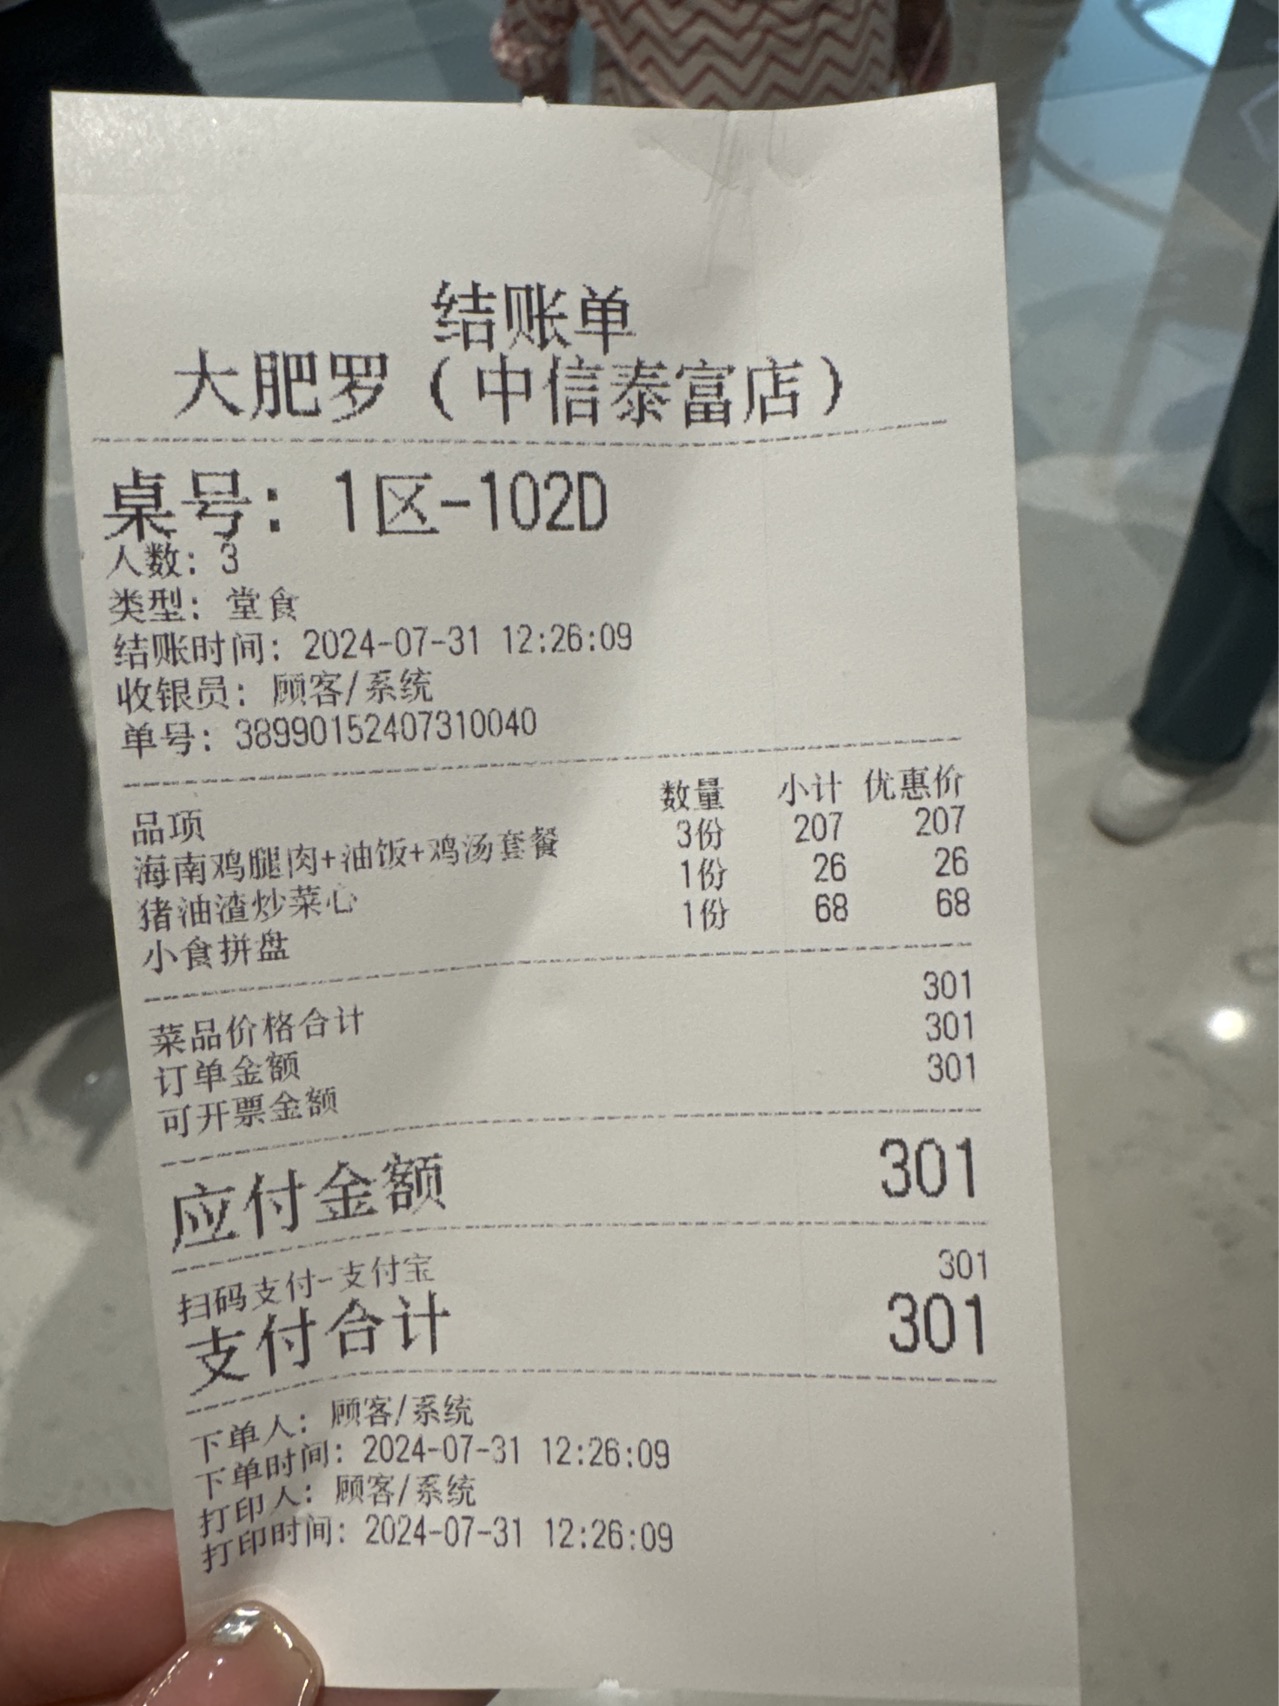 结账单
大肥罗（中信泰富店）
桌号：1区-102D
人数：3
类型：堂食
结账时间：2024-07-31 12:26:09
收银员：顾客/系统
单号：38990152407310040
品项 数量 小计 优惠价
海南鸡腿肉+油饭+鸡汤套餐 3份 207 207
猪油渣炒菜心 1份 26 26
小食拼盘 1份 68 68
菜品价格合计 301
订单金额 301
可开票金额 301
应付金额 301
扫码支付-支付宝 301
支付合计 301
下单人：顾客/系统
下单时间：2024-07-31 12:26:09
打印人：顾客/系统
打印时间：2024-07-31 12:26:09